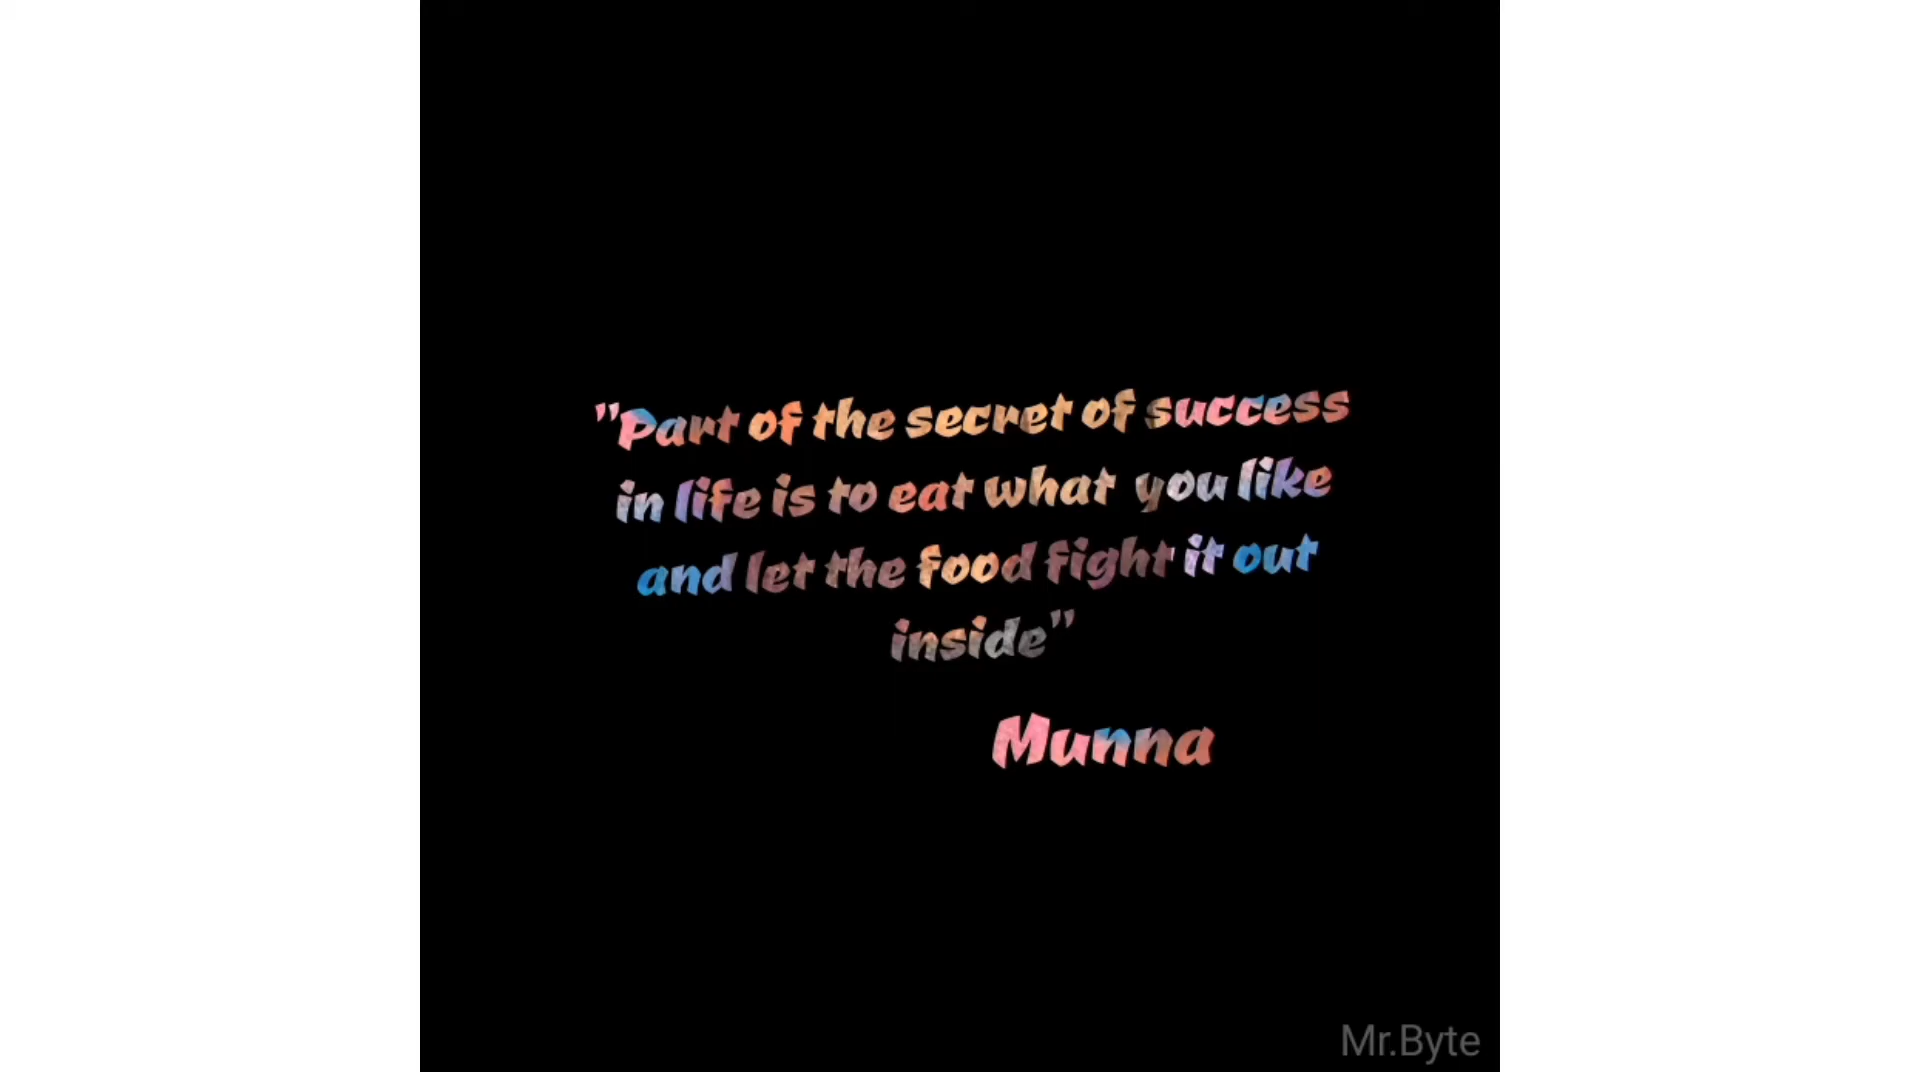 "Part of the secret of success
in life is to eat what you like
and let the food fight it out
inside"
Munna
Mr.Byte